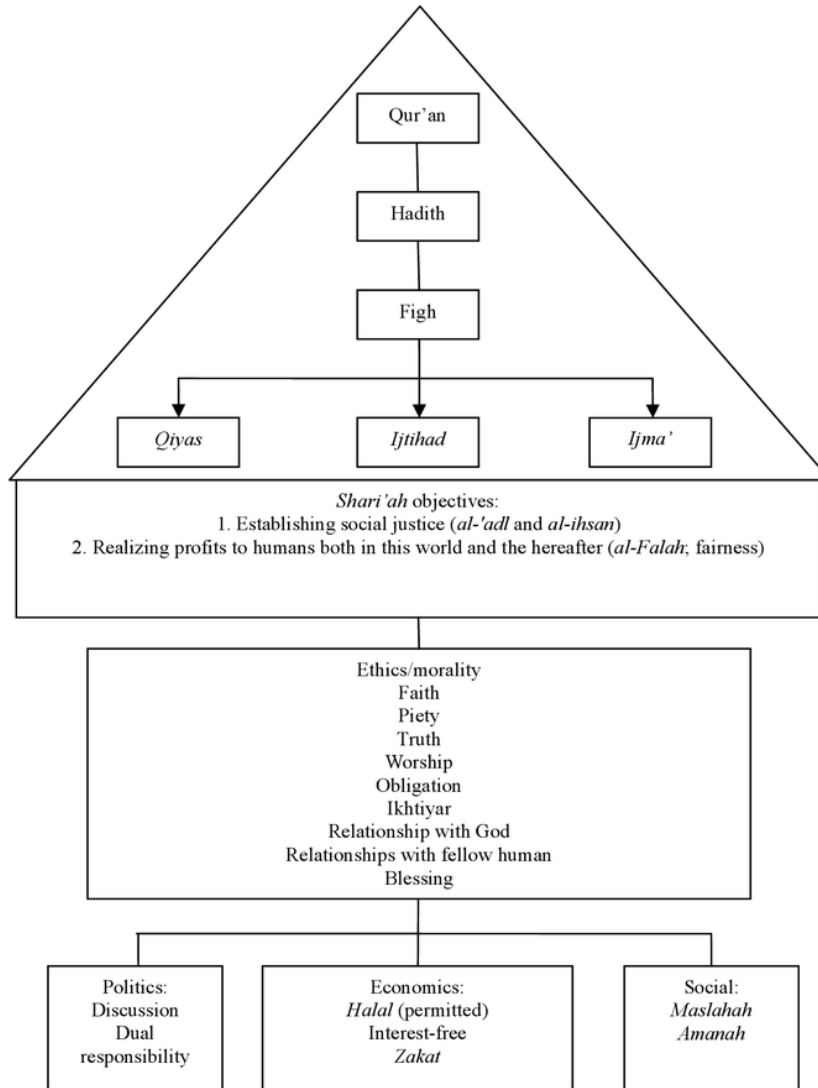 Qur’an
Hadith
Figh
Qiyas
Ijtihad
Ijma’
Shari’ah objectives:
1. Establishing social justice (al-'adl and al-ihsan)
2. Realizing profits to humans both in this world and the hereafter (al-Falah; fairness)
Ethics/morality
Faith
Piety
Truth
Worship
Obligation
Ikhtiyar
Relationship with God
Relationships with fellow human
Blessing
Politics:
Discussion
Dual
responsibility
Economics:
Halal (permitted)
Interest-free
Zakat
Social:
Maslahah
Amanah